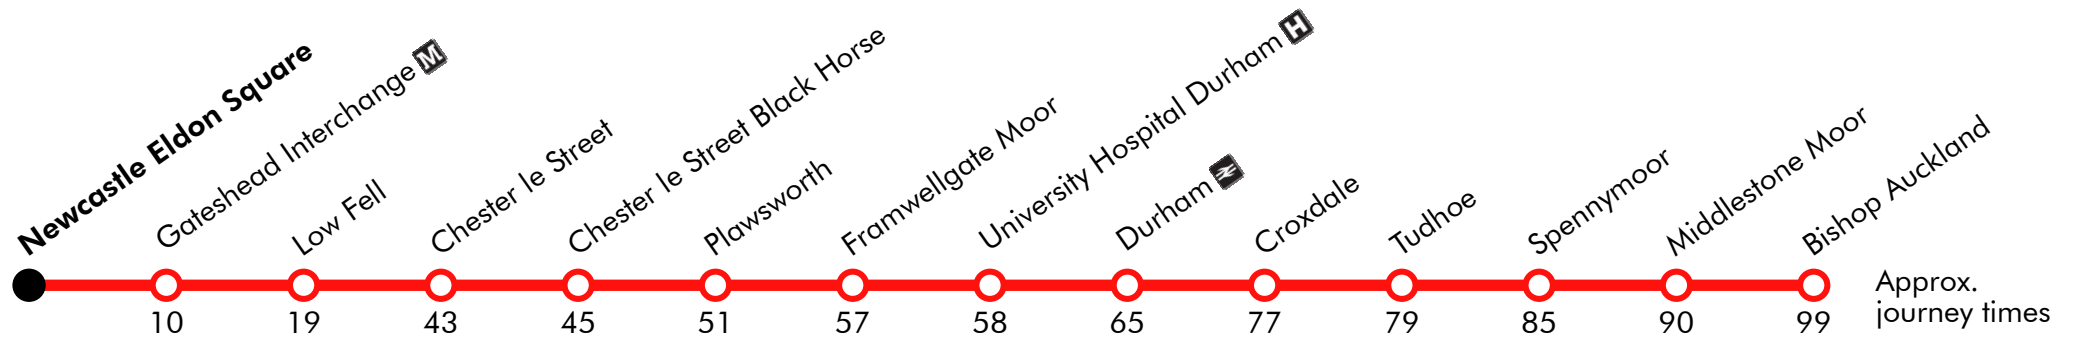 Newcastle Eldon Square
Gateshead Interchange M
Low Fell
Chester le Street
Chester le Street Black Horse
Plawsworth
Framwellgate Moor
University Hospital Durham H
Durham
Croxdale
Tudhoe
Spennymoor
Middlestone Moor
Bishop Auckland
10 19 43 45 51 57 58 65 77 79 85 90 99
Approx.
journey times